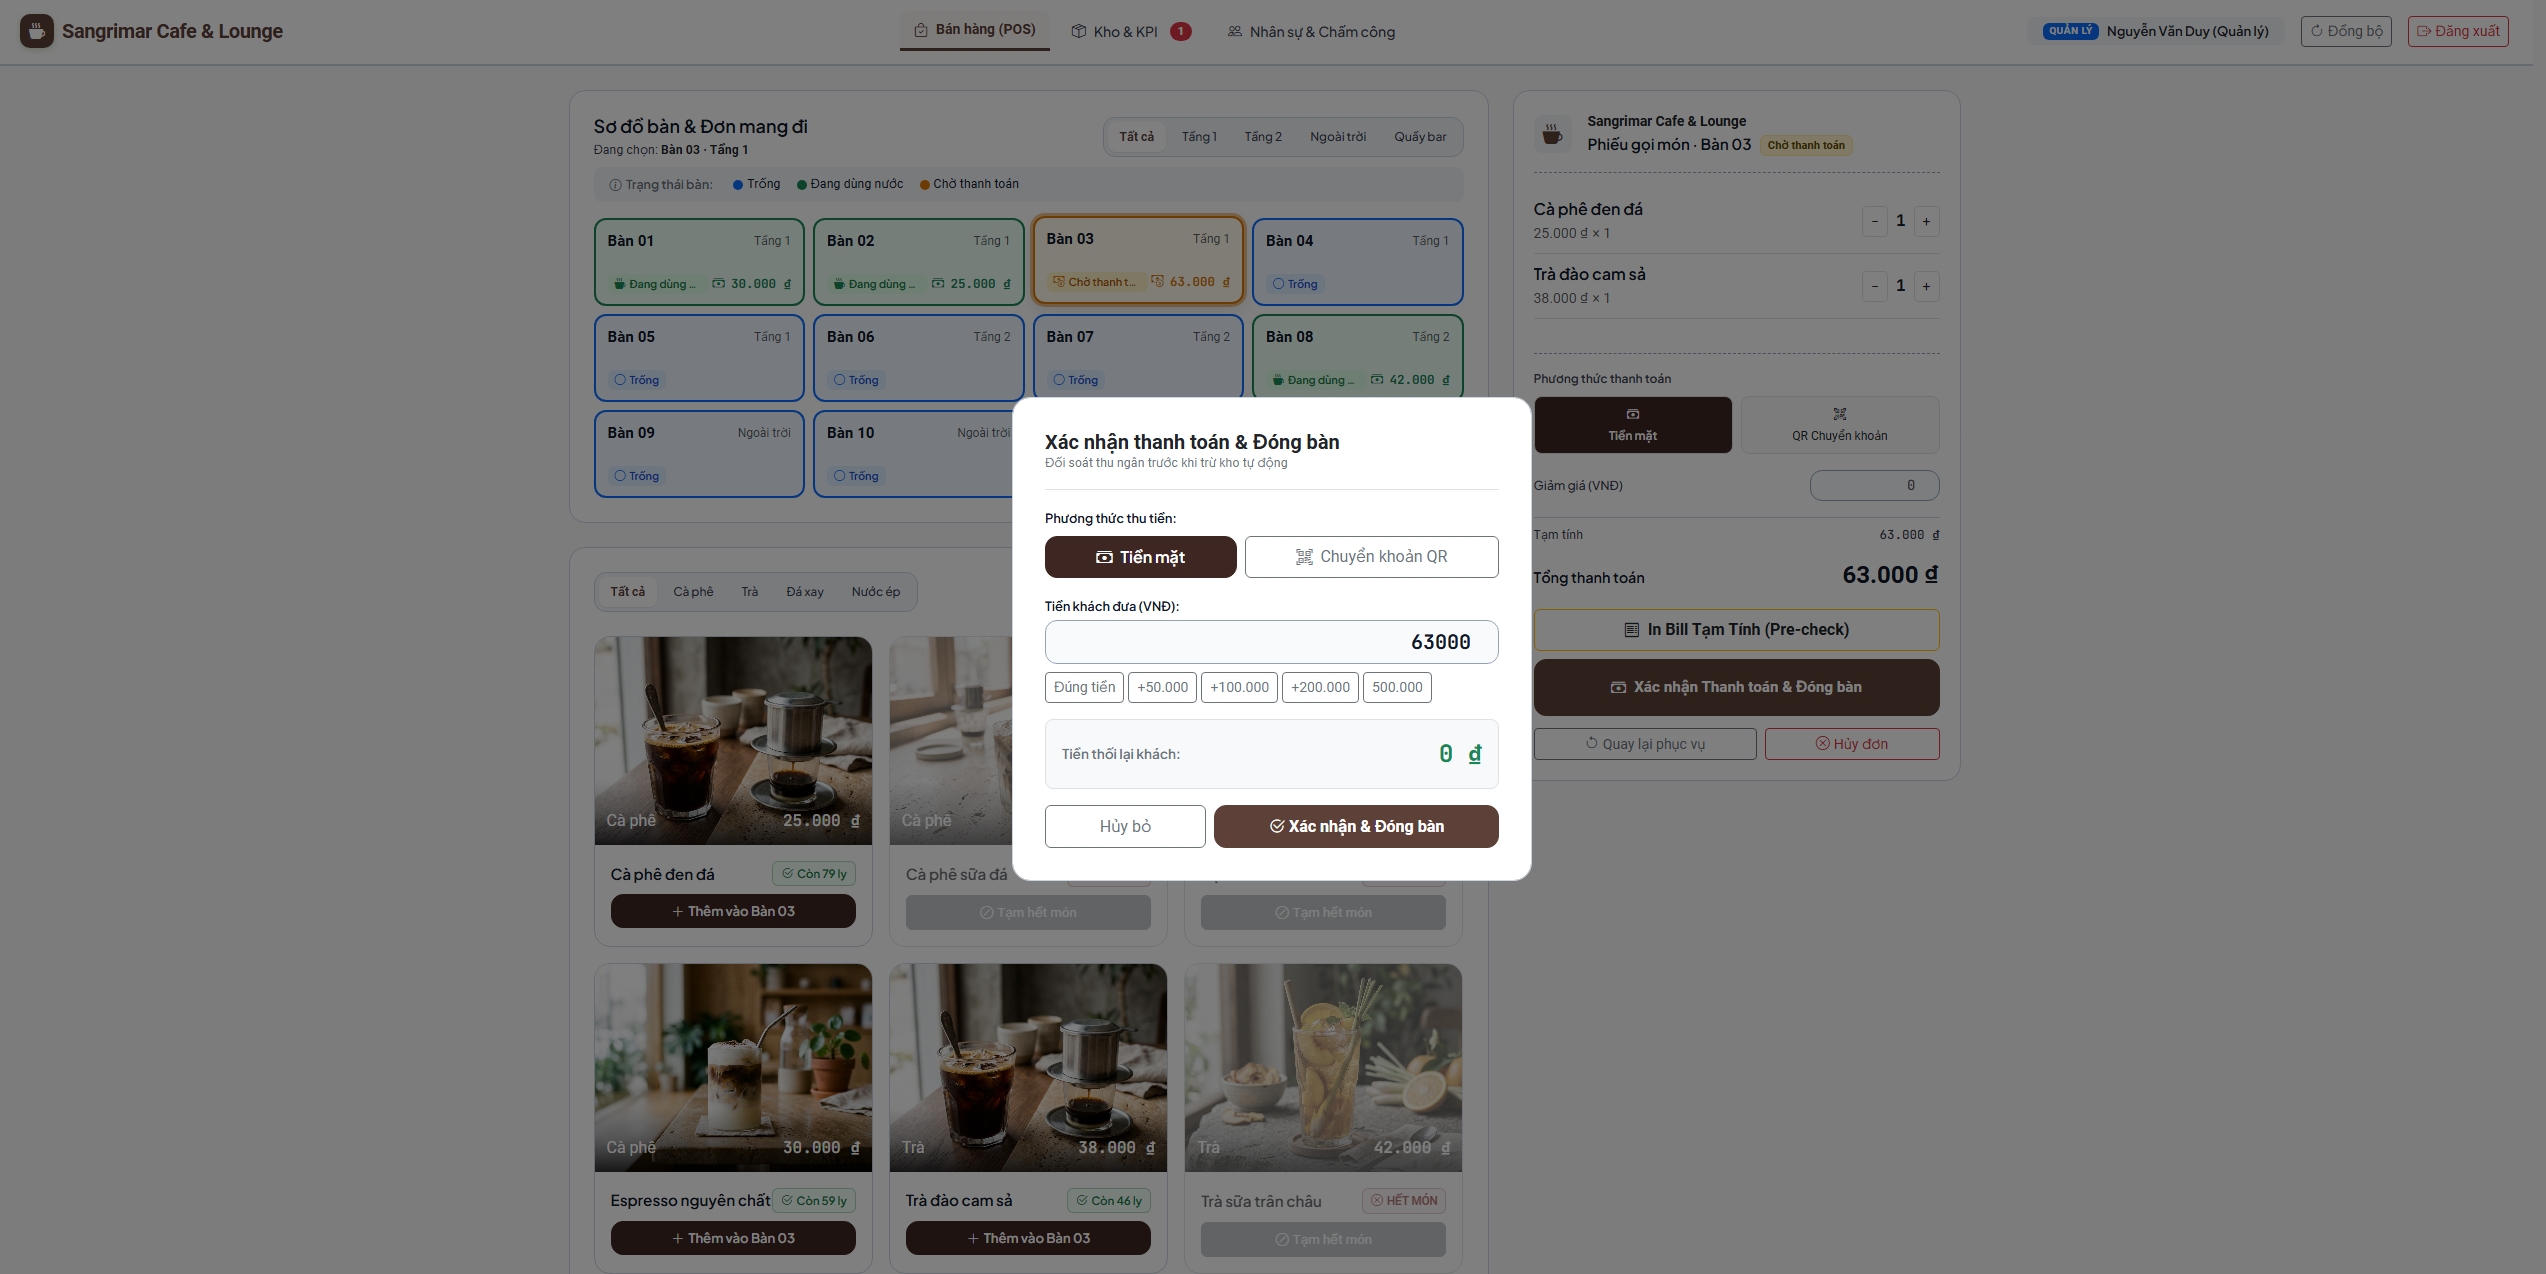 Sangrimar Cafe & Lounge
Bán hàng (POS)
Kho & KPI 1
Nhân sự & Chấm công
QUẢN LÝ Nguyễn Văn Duy (Quản lý)
Đồng bộ
Đăng xuất
Sơ đồ bàn & Đơn mang đi
Đang chọn: Bàn 03 · Tầng 1
Tất cả Tầng 1 Tầng 2 Ngoài trời Quầy bar
Trạng thái bàn: Trống Đang dùng nước Chờ thanh toán
Bàn 01 Tầng 1
Đang dùng ... 30.000 ₫
Bàn 02 Tầng 1
Đang dùng ... 25.000 ₫
Bàn 03 Tầng 1
Chờ thanh t... 63.000 ₫
Bàn 04 Tầng 1
Trống
Bàn 05 Tầng 1
Trống
Bàn 06 Tầng 2
Trống
Bàn 07 Tầng 2
Trống
Bàn 08 Tầng 2
Đang dùng ... 42.000 ₫
Bàn 09 Ngoài trời
Trống
Bàn 10 Ngoài trời
Trống
Tất cả Cà phê Trà Đá xay Nước ép
Cà phê 25.000 ₫
Cà phê đen đá Còn 79 ly
+ Thêm vào Bàn 03
Cà phê
Cà phê sữa đá
Tạm hết món
Tạm hết món
Cà phê 30.000 ₫
Espresso nguyên chất Còn 59 ly
+ Thêm vào Bàn 03
Trà 38.000 ₫
Trà đào cam sả Còn 46 ly
+ Thêm vào Bàn 03
Trà 42.000 ₫
Trà sữa trân châu HẾT MÓN
Tạm hết món
Xác nhận thanh toán & Đóng bàn
Đối soát thu ngân trước khi trừ kho tự động
Phương thức thu tiền:
Tiền mặt Chuyển khoản QR
Tiền khách đưa (VNĐ):
63000
Đúng tiền +50.000 +100.000 +200.000 500.000
Tiền thối lại khách: 0 ₫
Hủy bỏ Xác nhận & Đóng bàn
Sangrimar Cafe & Lounge
Phiếu gọi món · Bàn 03 Chờ thanh toán
Cà phê đen đá
25.000 ₫ × 1
− 1 +
Trà đào cam sả
38.000 ₫ × 1
− 1 +
Phương thức thanh toán
Tiền mặt
QR Chuyển khoản
Giảm giá (VNĐ) 0
Tạm tính 63.000 ₫
Tổng thanh toán 63.000 ₫
In Bill Tạm Tính (Pre-check)
Xác nhận Thanh toán & Đóng bàn
Quay lại phục vụ Hủy đơn